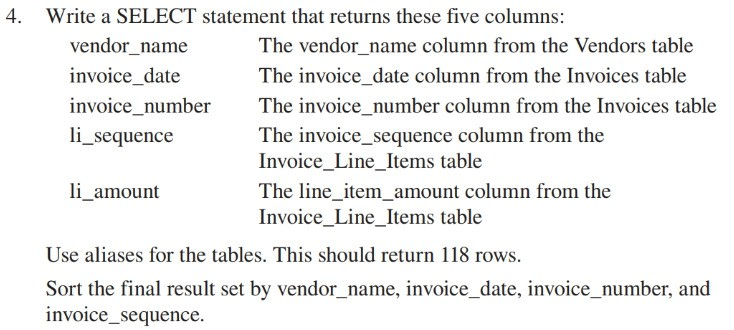 4. Write a SELECT statement that returns these five columns:
vendor_name The vendor_name column from the Vendors table
invoice_date The invoice_date column from the Invoices table
invoice_number The invoice_number column from the Invoices table
li_sequence The invoice_sequence column from the
Invoice_Line_Items table
li_amount The line_item_amount column from the
Invoice_Line_Items table
Use aliases for the tables. This should return 118 rows.
Sort the final result set by vendor_name, invoice_date, invoice_number, and
invoice_sequence.